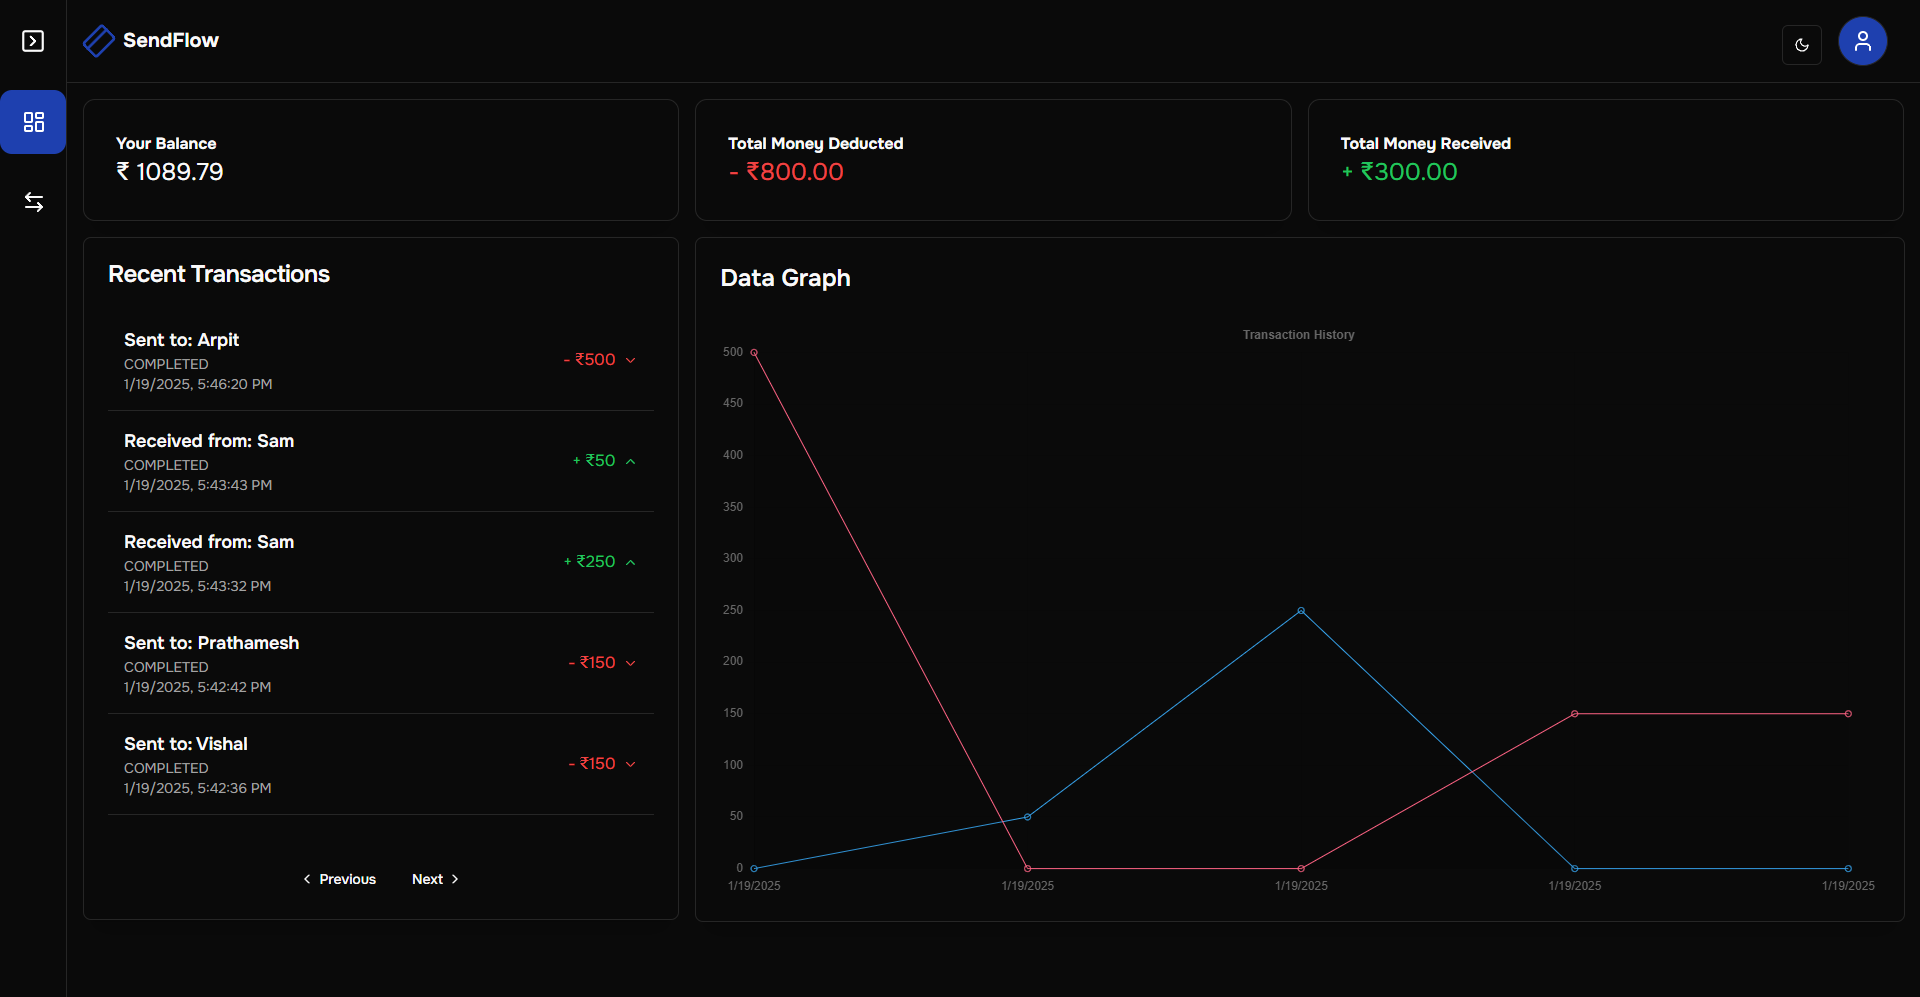 SendFlow
Your Balance
₹ 1089.79
Total Money Deducted
- ₹800.00
Total Money Received
+ ₹300.00
Recent Transactions
Sent to: Arpit
COMPLETED
1/19/2025, 5:46:20 PM
- ₹500
Received from: Sam
COMPLETED
1/19/2025, 5:43:43 PM
+ ₹50
Received from: Sam
COMPLETED
1/19/2025, 5:43:32 PM
+ ₹250
Sent to: Prathamesh
COMPLETED
1/19/2025, 5:42:42 PM
- ₹150
Sent to: Vishal
COMPLETED
1/19/2025, 5:42:36 PM
- ₹150
Previous
Next
Data Graph
Transaction History
500
450
400
350
300
250
200
150
100
50
0
1/19/2025
1/19/2025
1/19/2025
1/19/2025
1/19/2025